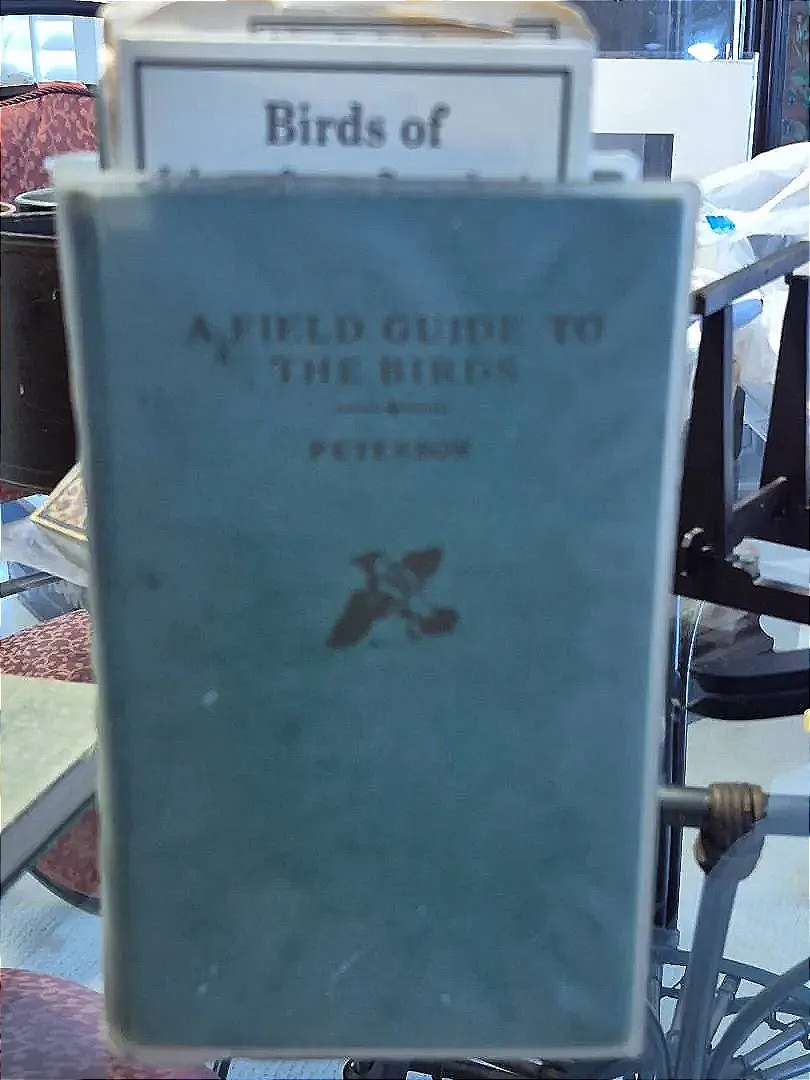 Birds of
A FIELD GUIDE TO
THE BIRDS
PETERSON